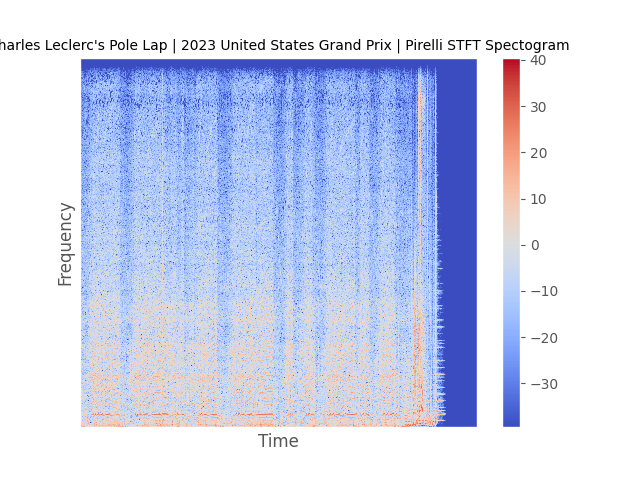 harles Leclerc's Pole Lap | 2023 United States Grand Prix | Pirelli STFT Spectogram
40
30
20
10
0
−10
−20
−30
Frequency
Time